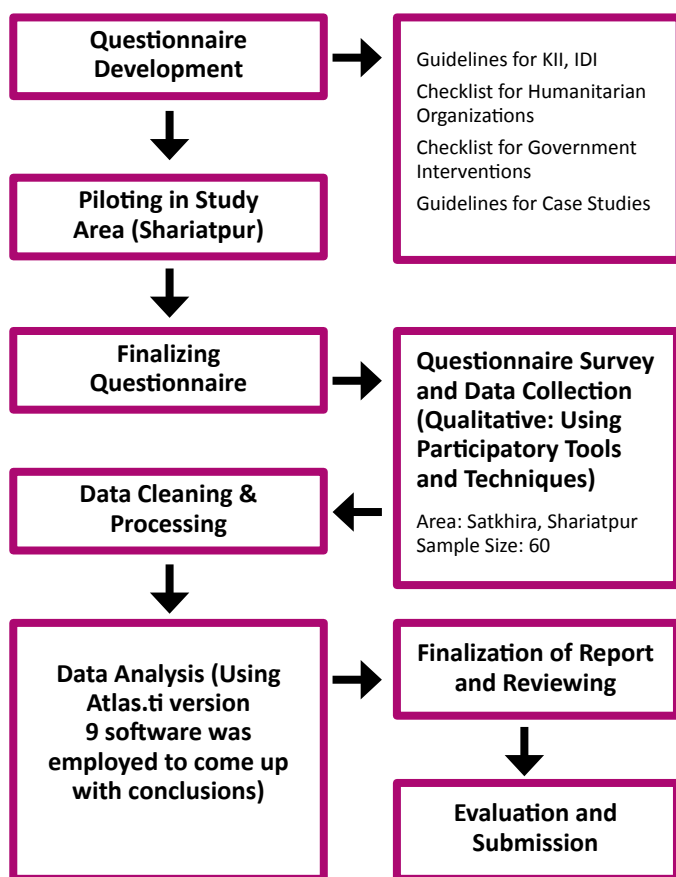 Questionnaire
Development
Guidelines for KII, IDI
Checklist for Humanitarian
Organizations
Checklist for Government
Interventions
Guidelines for Case Studies
Piloting in Study
Area (Shariatpur)
Finalizing
Questionnaire
Questionnaire Survey
and Data Collection
(Qualitative: Using
Participatory Tools
and Techniques)
Area: Satkhira, Shariatpur
Sample Size: 60
Data Cleaning &
Processing
Data Analysis (Using
Atlas.ti version
9 software was
employed to come up
with conclusions)
Finalization of Report
and Reviewing
Evaluation and
Submission